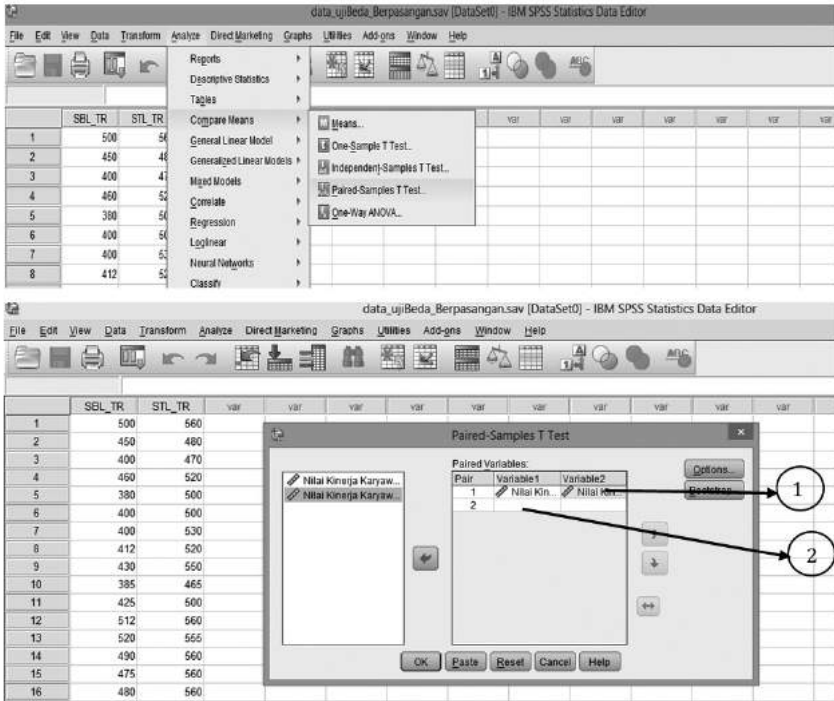 data_ujiBeda_Berpasangan.sav [DataSet0] - IBM SPSS Statistics Data Editor
File Edit View Data Transform Analyze Direct Marketing Graphs Utilities Add-ons Window Help
Reports
Descriptive Statistics
Tables
Compare Means
General Linear Model
Generalized Linear Models
Mixed Models
Correlate
Regression
Loglinear
Neural Networks
Classify
Means...
One-Sample T Test...
Independent-Samples T Test...
Paired-Samples T Test...
One-Way ANOVA...
SBL_TR STL_TR var var var var
1 500
2 450
3 400
4 460
5 380
6 400
7 400
8 412
data_ujiBeda_Berpasangan.sav [DataSet0] - IBM SPSS Statistics Data Editor
File Edit View Data Transform Analyze Direct Marketing Graphs Utilities Add-ons Window Help
SBL_TR STL_TR var var var var var var var var var
1 500 560
2 450 480
3 400 470
4 460 520
5 380 500
6 400 500
7 400 530
8 412 520
9 430 550
10 385 465
11 425 500
12 512 560
13 520 565
14 490 560
15 475 560
16 480 560
Paired-Samples T Test
Nilai Kinerja Karyaw...
Nilai Kinerja Karyaw...
Paired Variables:
Pair Variable1 Variable2
1 Nilai Kin... Nilai Kin...
2
Options...
Bootstrap...
OK Paste Reset Cancel Help
1
2